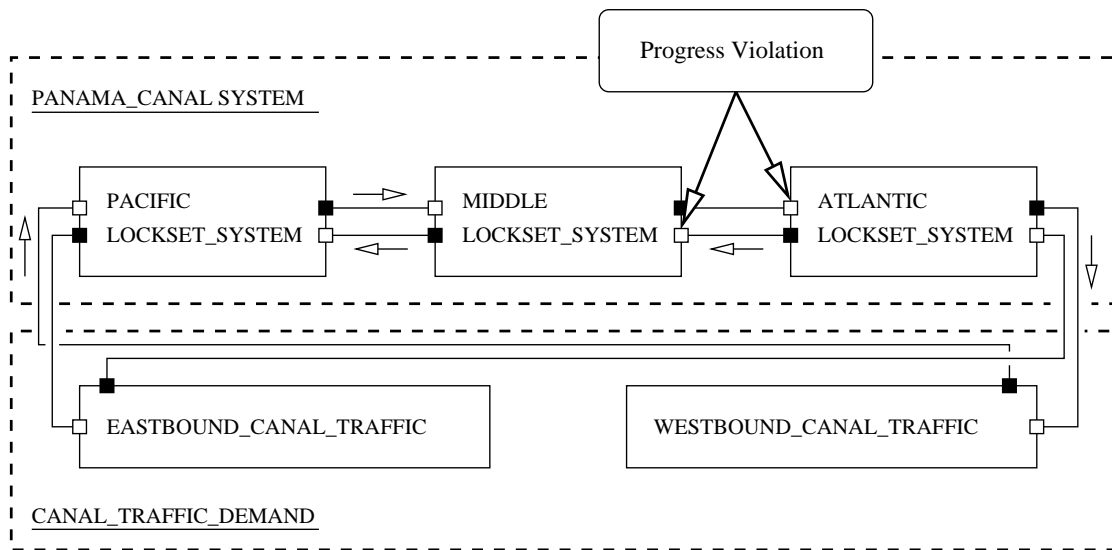 Progress Violation
PANAMA_CANAL SYSTEM
PACIFIC
LOCKSET_SYSTEM
MIDDLE
LOCKSET_SYSTEM
ATLANTIC
LOCKSET_SYSTEM
EASTBOUND_CANAL_TRAFFIC
WESTBOUND_CANAL_TRAFFIC
CANAL_TRAFFIC_DEMAND